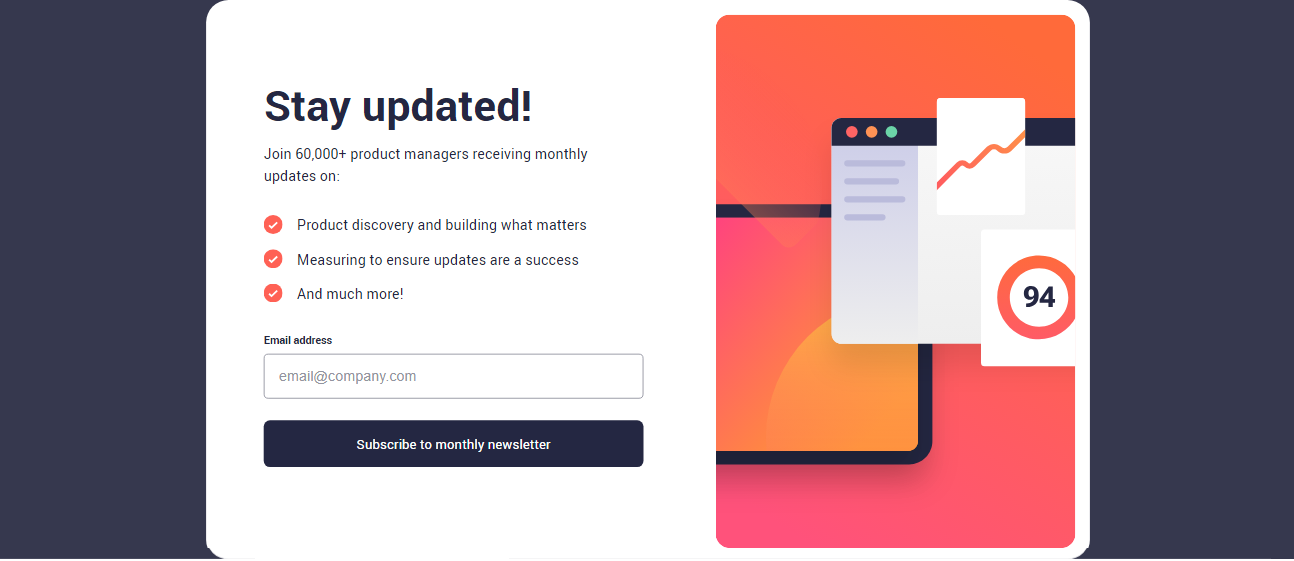 Stay updated!
Join 60,000+ product managers receiving monthly
updates on:
Product discovery and building what matters
Measuring to ensure updates are a success
And much more!
Email address
email@company.com
Subscribe to monthly newsletter
94